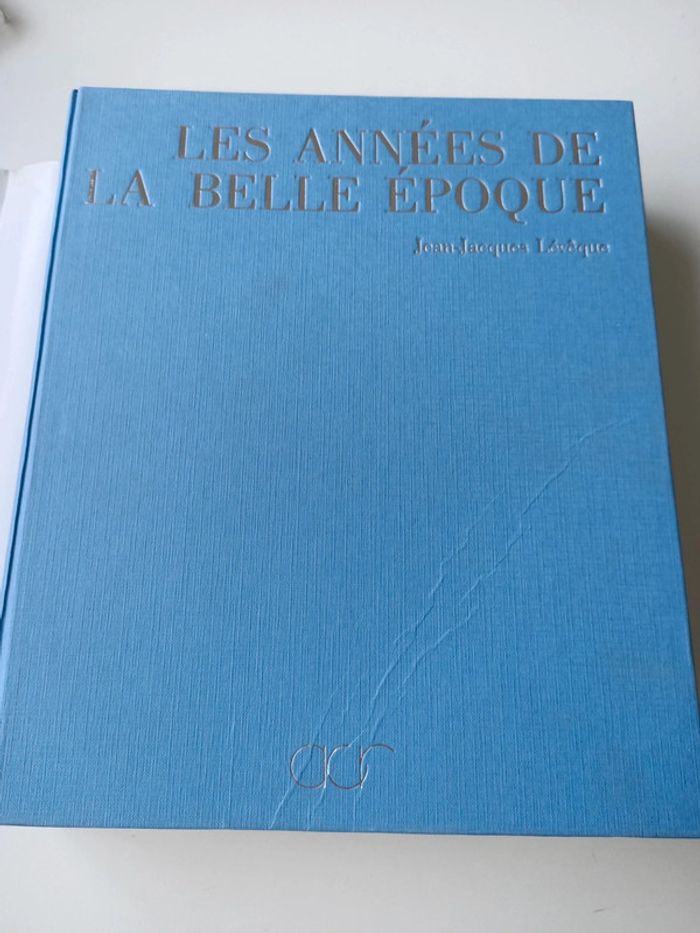 LES ANNÉES DE
LA BELLE ÉPOQUE
Jean-Jacques Lévêque
acr